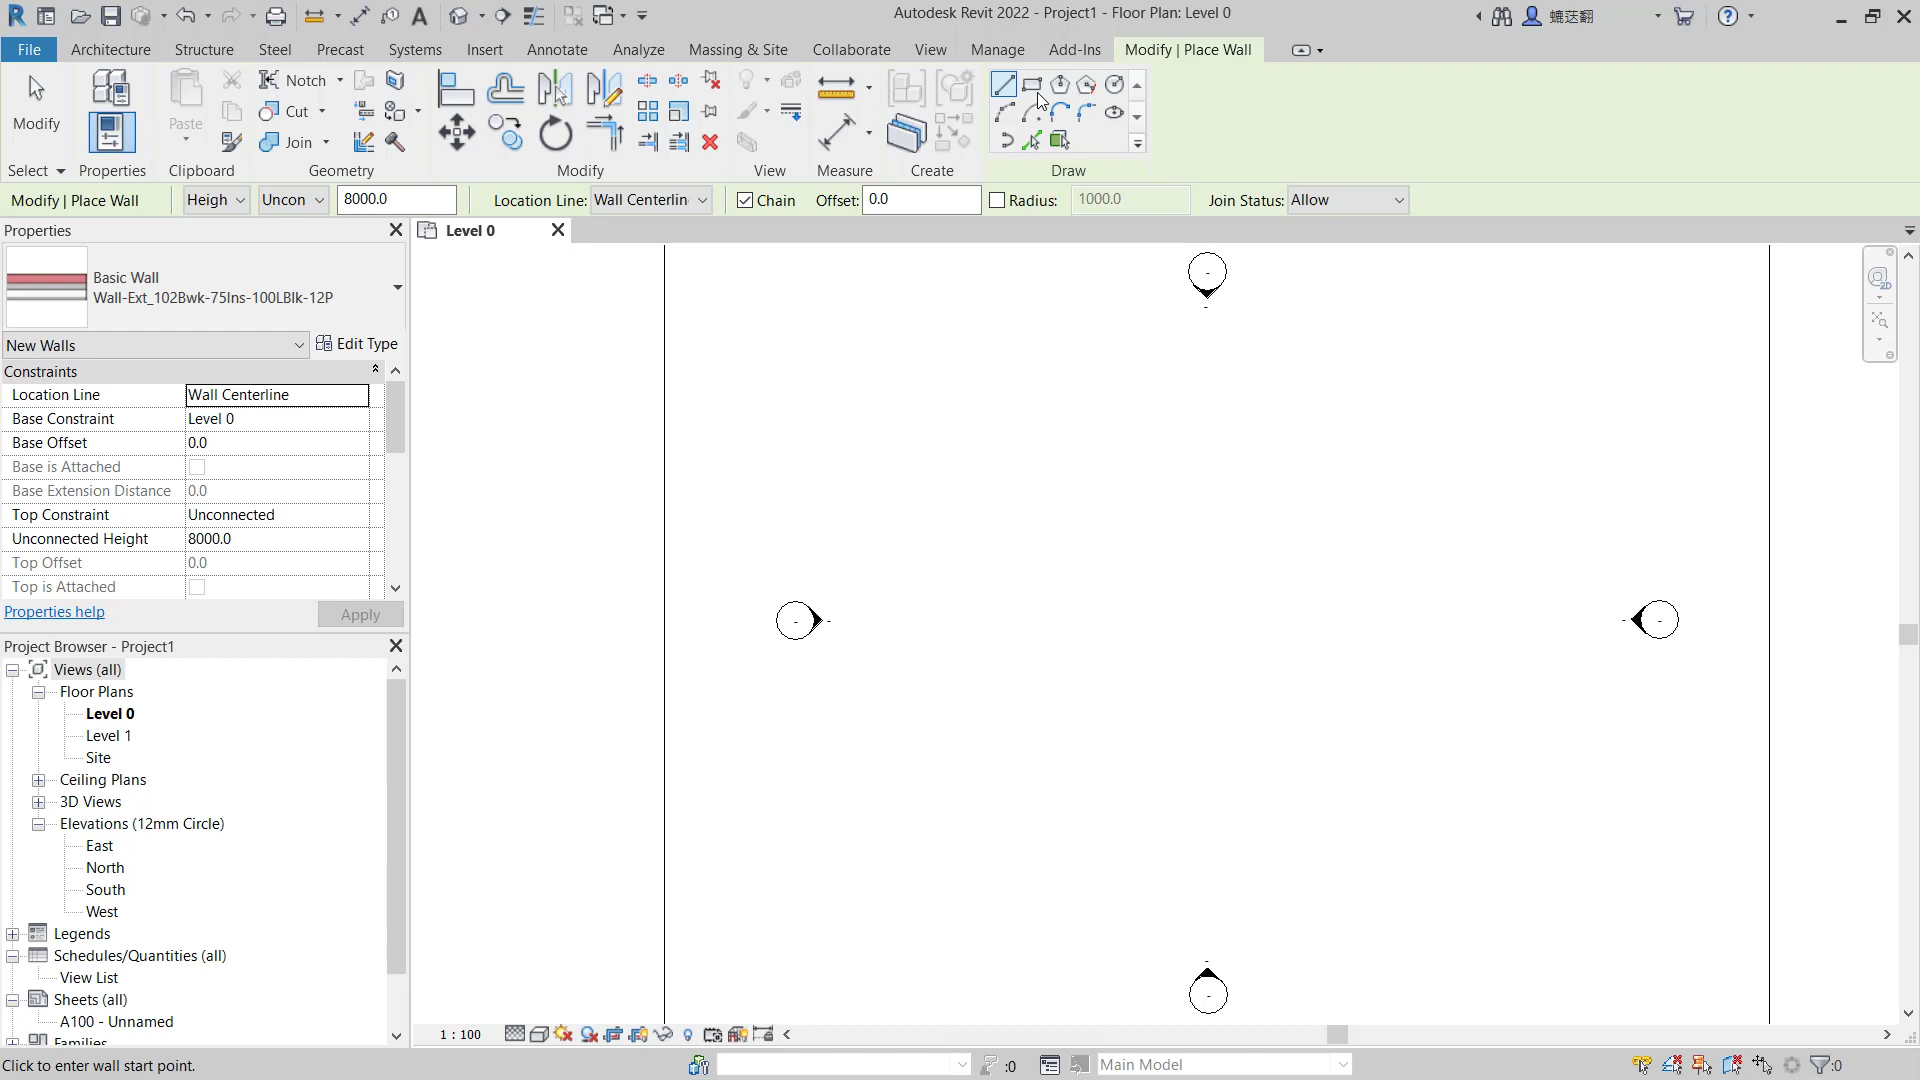 Autodesk Revit 2022 - Project1 - Floor Plan: Level 0
File Architecture Structure Steel Precast Systems Insert Annotate Analyze Massing & Site Collaborate View Manage Add-Ins Modify | Place Wall
Modify
Paste
Notch
Cut
Join
Select Properties Clipboard Geometry Modify View Measure Create Draw
Modify | Place Wall Heigh Uncon 8000.0 Location Line: Wall Centerlin Chain Offset: 0.0 Radius: 1000.0 Join Status: Allow
Properties
Level 0
Basic Wall
Wall-Ext_102Bwk-75Ins-100LBlk-12P
New Walls Edit Type
Constraints
Location Line Wall Centerline
Base Constraint Level 0
Base Offset 0.0
Base is Attached
Base Extension Distance 0.0
Top Constraint Unconnected
Unconnected Height 8000.0
Top Offset 0.0
Top is Attached
Properties help Apply
Project Browser - Project1
Views (all)
Floor Plans
Level 0
Level 1
Site
Ceiling Plans
3D Views
Elevations (12mm Circle)
East
North
South
West
Legends
Schedules/Quantities (all)
View List
Sheets (all)
A100 - Unnamed
Families
2D
1 : 100
Click to enter wall start point.
:0
Main Model
:0